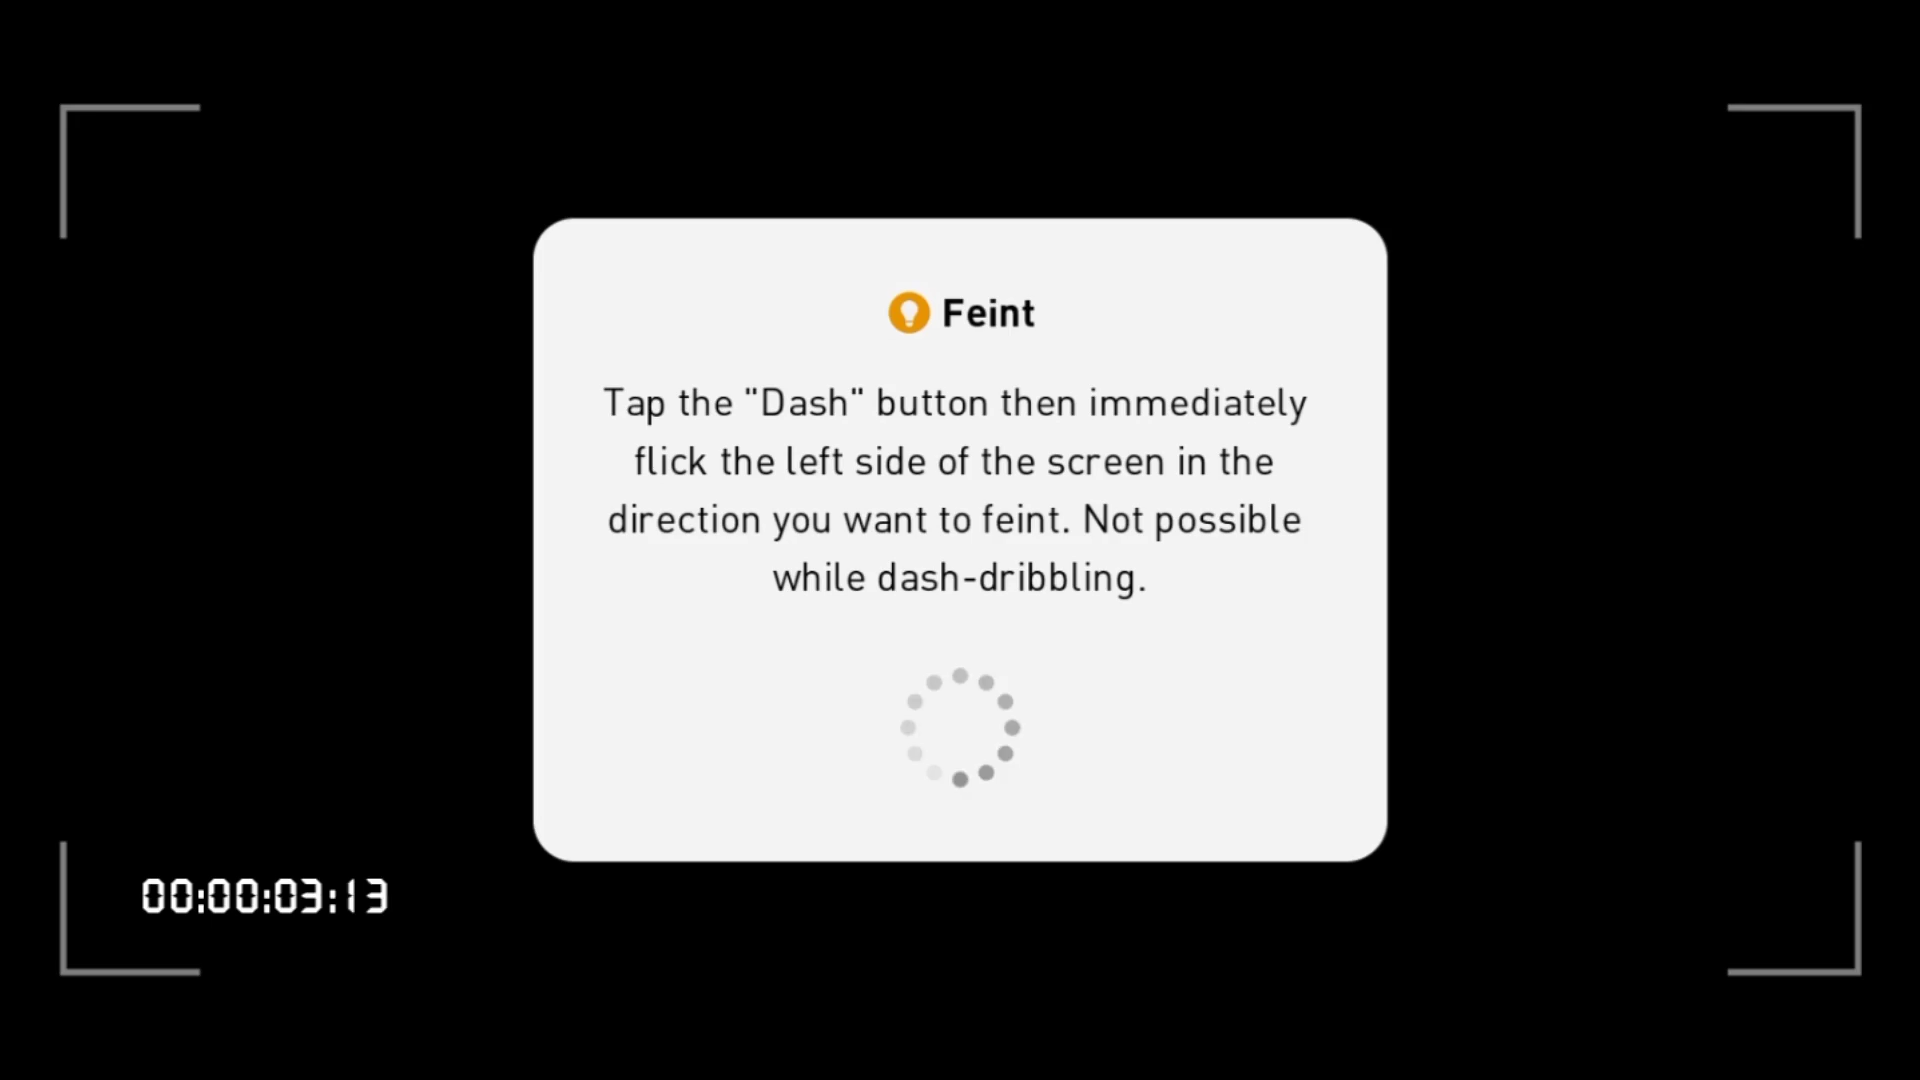 Feint
Tap the "Dash" button then immediately
flick the left side of the screen in the
direction you want to feint. Not possible
while dash-dribbling.
00:00:03:13